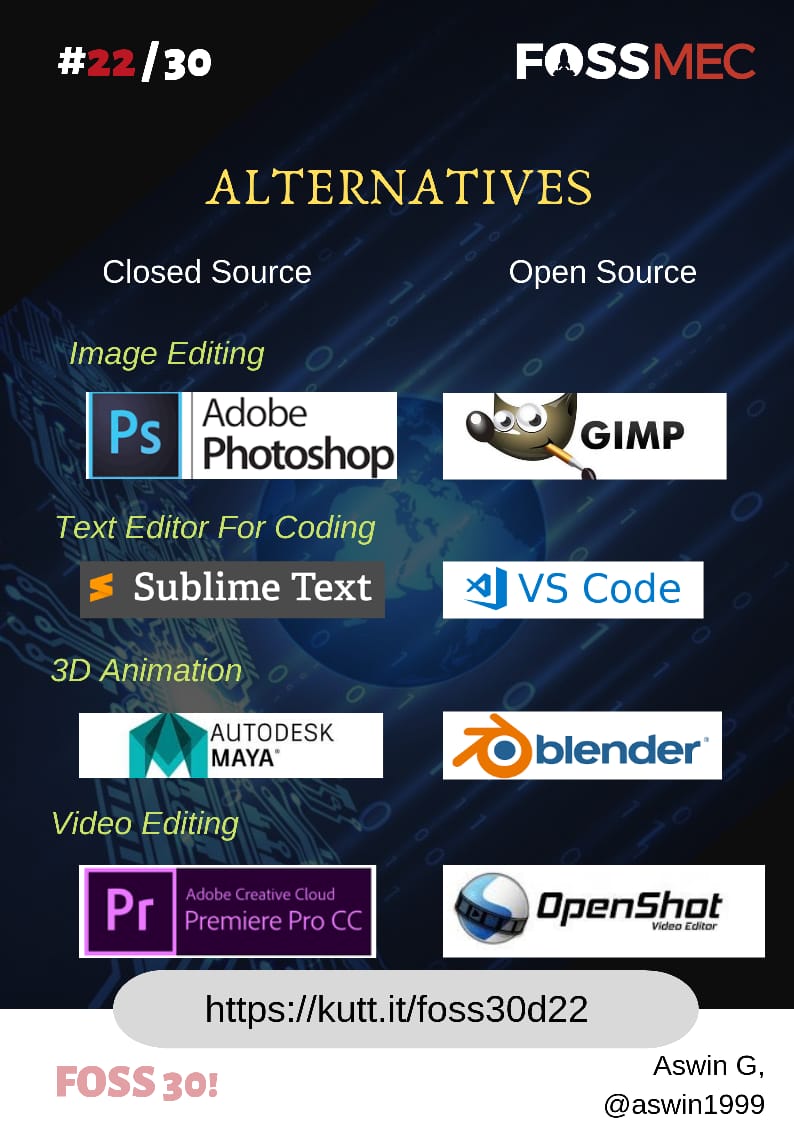 #22/30
FOSSMEC
ALTERNATIVES
Closed Source
Open Source
Image Editing
Ps
Adobe
Photoshop
GIMP
Text Editor For Coding
Sublime Text
VS Code
3D Animation
AUTODESK
MAYA®
blender®
Video Editing
Pr
Adobe Creative Cloud
Premiere Pro CC
OpenShot
Video Editor
https://kutt.it/foss30d22
FOSS 30!
Aswin G,
@aswin1999